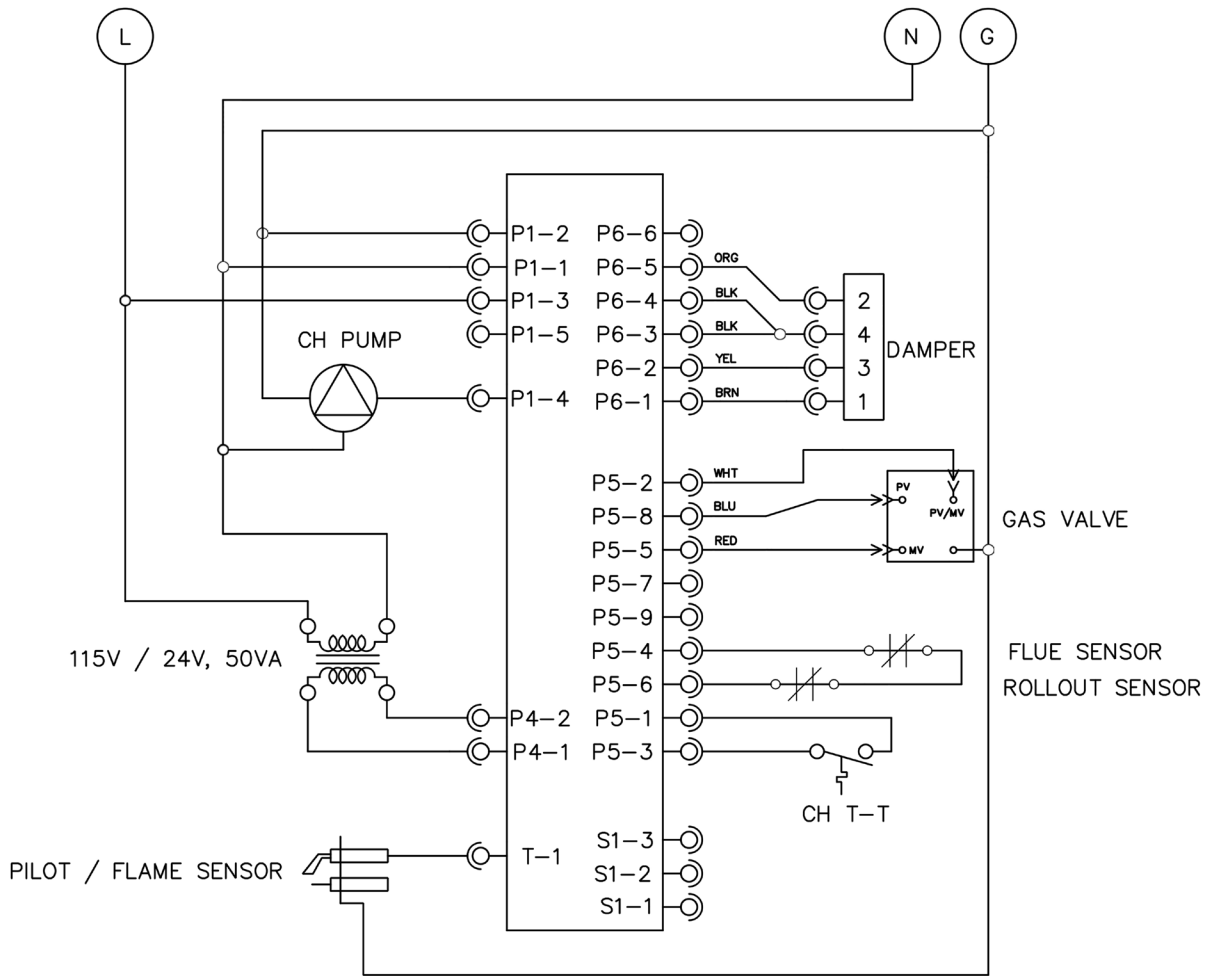 L
N
G
P1-2
P6-6
P1-1
P6-5
ORG
P1-3
P6-4
BLK
2
P1-5
P6-3
BLK
4
CH PUMP
DAMPER
P6-2
YEL
3
P1-4
P6-1
BRN
1
P5-2
WHT
PV
PV/MV
P5-8
BLU
GAS VALVE
P5-5
RED
MV
P5-7
P5-9
115V / 24V, 50VA
P5-4
FLUE SENSOR
P5-6
ROLLOUT SENSOR
P4-2
P5-1
P4-1
P5-3
CH T-T
S1-3
T-1
PILOT / FLAME SENSOR
S1-2
S1-1